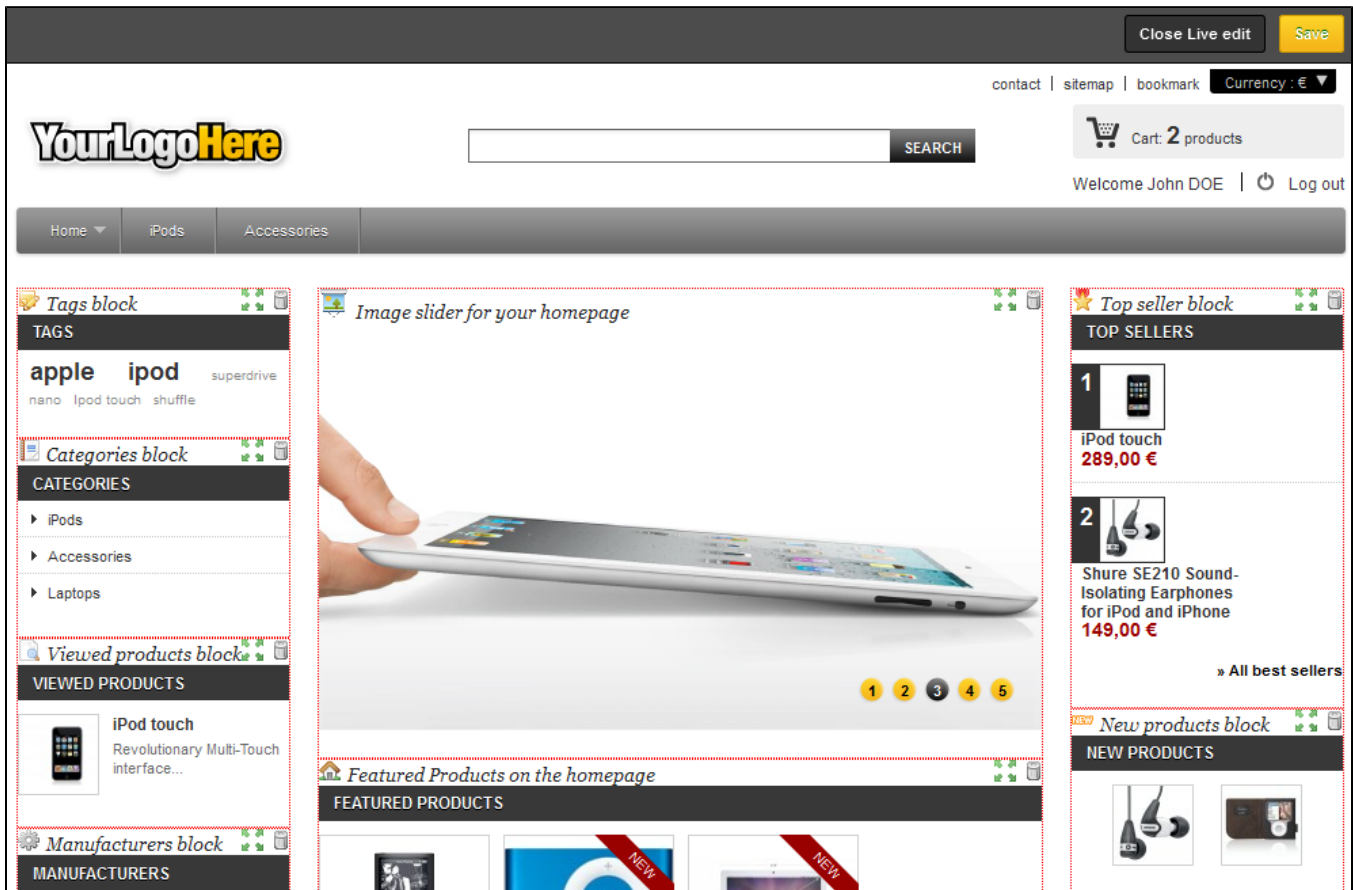 Close Live edit
Save
contact | sitemap | bookmark
Currency : €
YourLogoHere
SEARCH
Cart: 2 products
Welcome John DOE | Log out
Home
iPods
Accessories
Tags block
TAGS
apple ipod superdrive
nano Ipod touch shuffle
Categories block
CATEGORIES
iPods
Accessories
Laptops
Viewed products block
VIEWED PRODUCTS
iPod touch
Revolutionary Multi-Touch
interface...
Manufacturers block
MANUFACTURERS
Image slider for your homepage
1 2 3 4 5
Featured Products on the homepage
FEATURED PRODUCTS
NEW
NEW
Top seller block
TOP SELLERS
1
iPod touch
289,00 €
2
Shure SE210 Sound-
Isolating Earphones
for iPod and iPhone
149,00 €
» All best sellers
NEW
New products block
NEW PRODUCTS